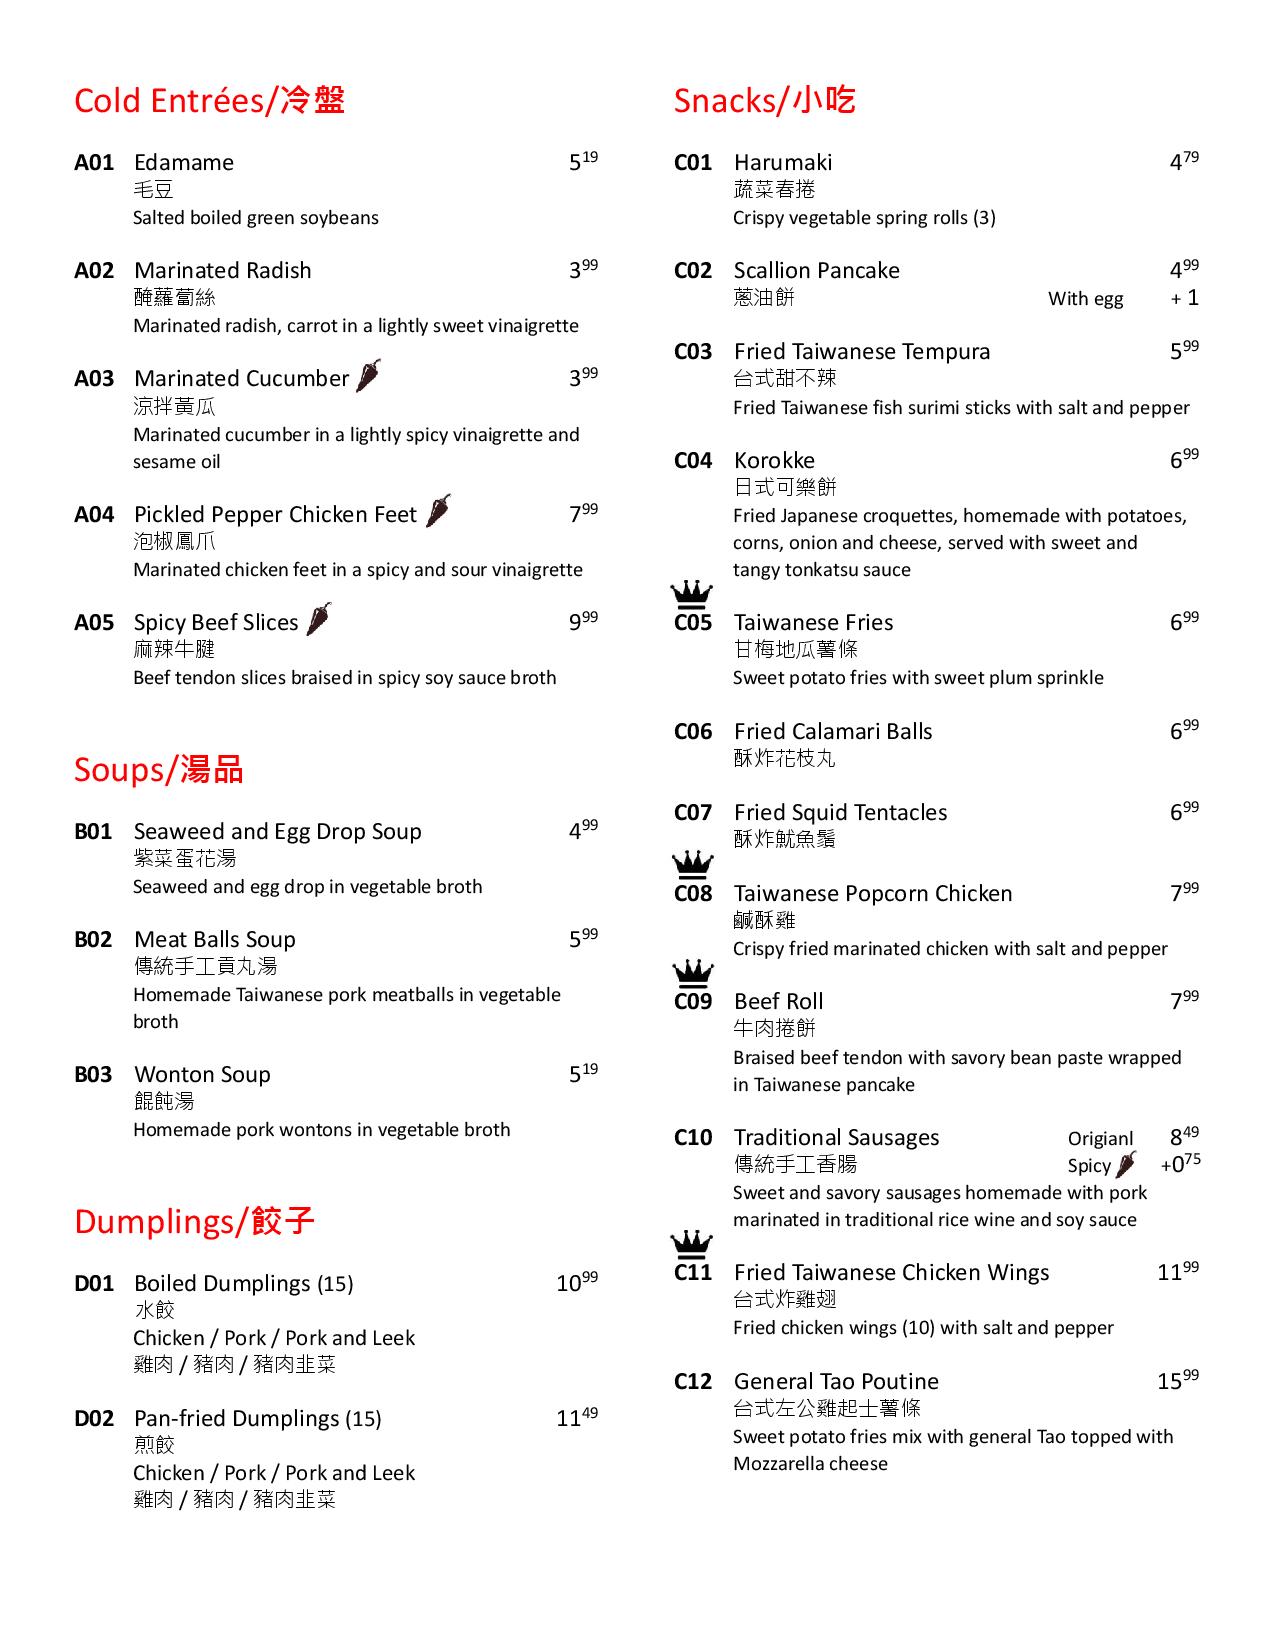 Cold Entrées/冷盤
A01 Edamame 5.19
毛豆
Salted boiled green soybeans
A02 Marinated Radish 3.99
醃蘿蔔絲
Marinated radish, carrot in a lightly sweet vinaigrette
A03 Marinated Cucumber 3.99
涼拌黃瓜
Marinated cucumber in a lightly spicy vinaigrette and
sesame oil
A04 Pickled Pepper Chicken Feet 7.99
泡椒鳳爪
Marinated chicken feet in a spicy and sour vinaigrette
A05 Spicy Beef Slices 9.99
麻辣牛腱
Beef tendon slices braised in spicy soy sauce broth
Soups/湯品
B01 Seaweed and Egg Drop Soup 4.99
紫菜蛋花湯
Seaweed and egg drop in vegetable broth
B02 Meat Balls Soup 5.99
傳統手工貢丸湯
Homemade Taiwanese pork meatballs in vegetable
broth
B03 Wonton Soup 5.19
餛飩湯
Homemade pork wontons in vegetable broth
Dumplings/餃子
D01 Boiled Dumplings (15) 10.99
水餃
Chicken / Pork / Pork and Leek
雞肉 / 豬肉 / 豬肉韭菜
D02 Pan-fried Dumplings (15) 11.49
煎餃
Chicken / Pork / Pork and Leek
雞肉 / 豬肉 / 豬肉韭菜
Snacks/小吃
C01 Harumaki 4.79
蔬菜春捲
Crispy vegetable spring rolls (3)
C02 Scallion Pancake 4.99
蔥油餅 With egg + 1
C03 Fried Taiwanese Tempura 5.99
台式甜不辣
Fried Taiwanese fish surimi sticks with salt and pepper
C04 Korokke 6.99
日式可樂餅
Fried Japanese croquettes, homemade with potatoes,
corns, onion and cheese, served with sweet and
tangy tonkatsu sauce
C05 Taiwanese Fries 6.99
甘梅地瓜薯條
Sweet potato fries with sweet plum sprinkle
C06 Fried Calamari Balls 6.99
酥炸花枝丸
C07 Fried Squid Tentacles 6.99
酥炸魷魚鬚
C08 Taiwanese Popcorn Chicken 7.99
鹹酥雞
Crispy fried marinated chicken with salt and pepper
C09 Beef Roll 7.99
牛肉捲餅
Braised beef tendon with savory bean paste wrapped
in Taiwanese pancake
C10 Traditional Sausages Origianl 8.49
傳統手工香腸 Spicy +0.75
Sweet and savory sausages homemade with pork
marinated in traditional rice wine and soy sauce
C11 Fried Taiwanese Chicken Wings 11.99
台式炸雞翅
Fried chicken wings (10) with salt and pepper
C12 General Tao Poutine 15.99
台式左公雞起士薯條
Sweet potato fries mix with general Tao topped with
Mozzarella cheese